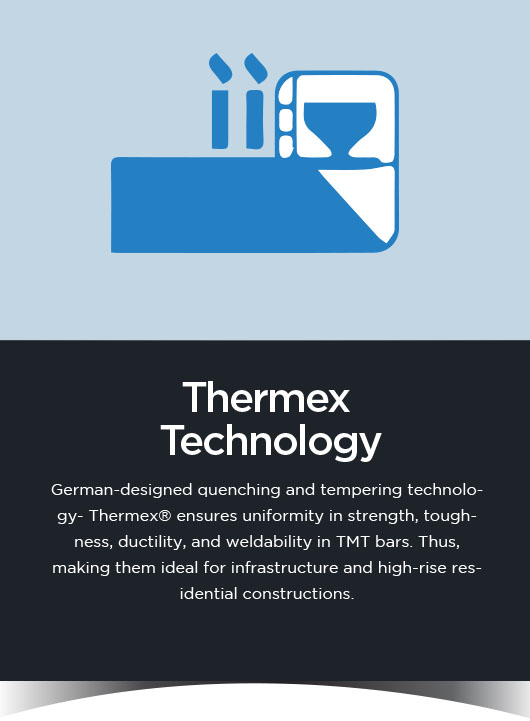 Thermex
Technology
German-designed quenching and tempering technolo-
gy- Thermex® ensures uniformity in strength, tough-
ness, ductility, and weldability in TMT bars. Thus,
making them ideal for infrastructure and high-rise res-
idential constructions.